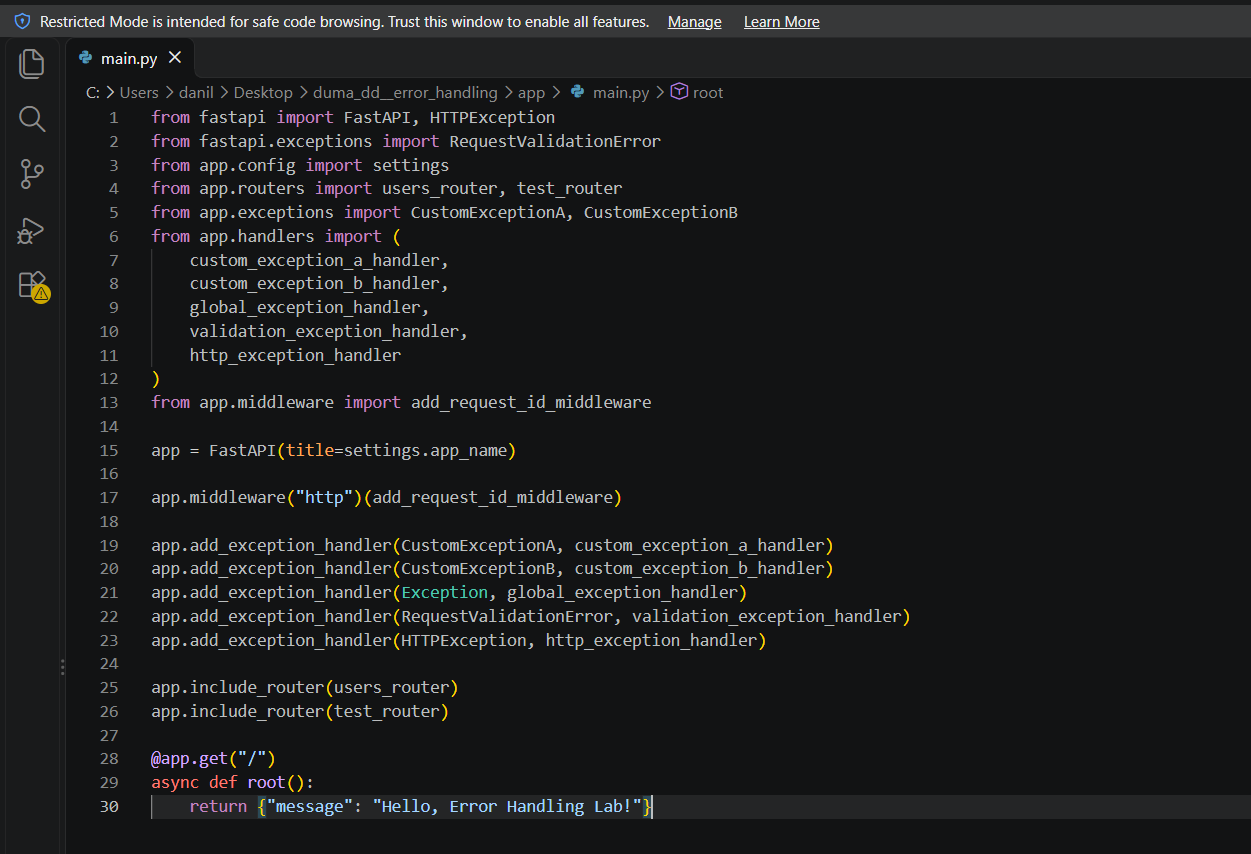 Restricted Mode is intended for safe code browsing. Trust this window to enable all features. Manage Learn More
main.py
C: > Users > danil > Desktop > duma_dd__error_handling > app > main.py > root
1 from fastapi import FastAPI, HTTPException
2 from fastapi.exceptions import RequestValidationError
3 from app.config import settings
4 from app.routers import users_router, test_router
5 from app.exceptions import CustomExceptionA, CustomExceptionB
6 from app.handlers import (
7     custom_exception_a_handler,
8     custom_exception_b_handler,
9     global_exception_handler,
10     validation_exception_handler,
11     http_exception_handler
12 )
13 from app.middleware import add_request_id_middleware
14
15 app = FastAPI(title=settings.app_name)
16
17 app.middleware("http")(add_request_id_middleware)
18
19 app.add_exception_handler(CustomExceptionA, custom_exception_a_handler)
20 app.add_exception_handler(CustomExceptionB, custom_exception_b_handler)
21 app.add_exception_handler(Exception, global_exception_handler)
22 app.add_exception_handler(RequestValidationError, validation_exception_handler)
23 app.add_exception_handler(HTTPException, http_exception_handler)
24
25 app.include_router(users_router)
26 app.include_router(test_router)
27
28 @app.get("/")
29 async def root():
30     return {"message": "Hello, Error Handling Lab!"}